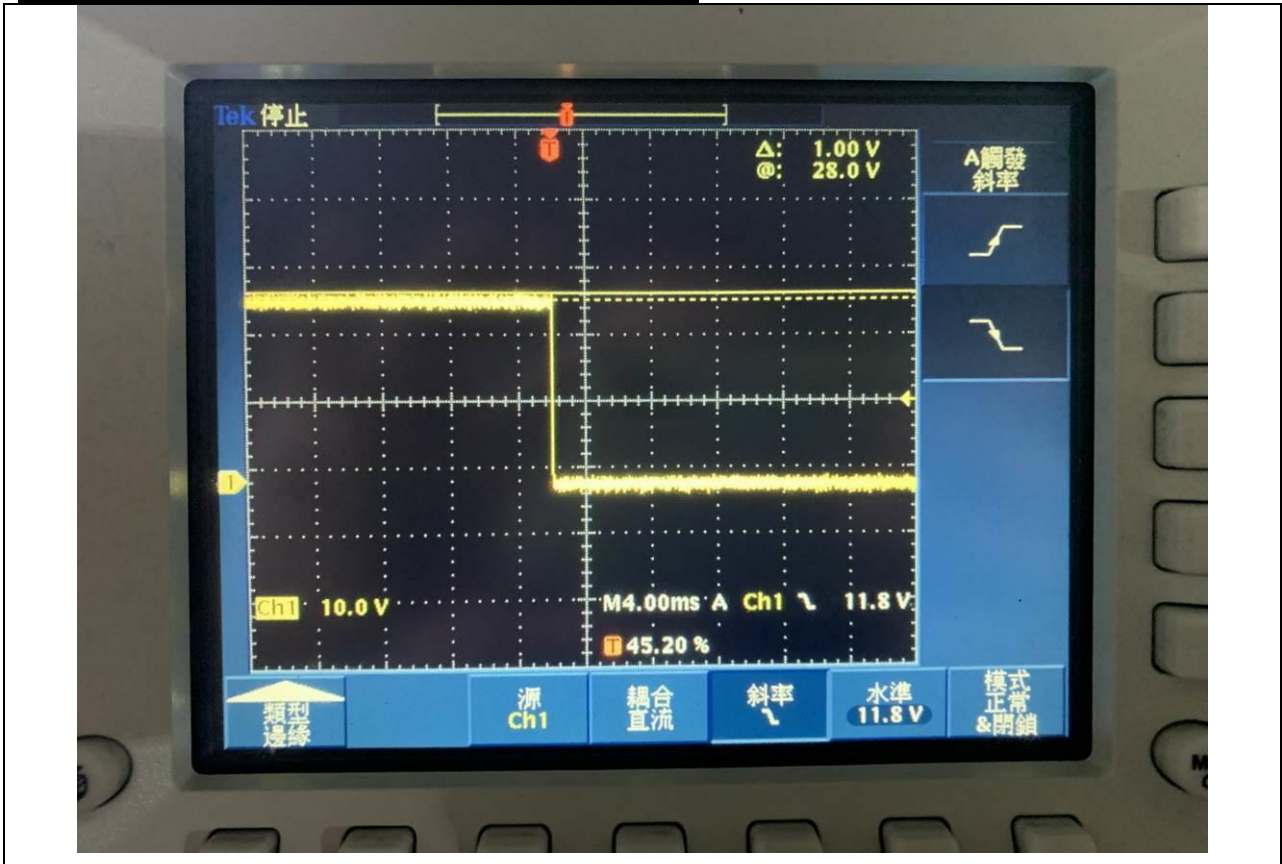 Tek 停止
T
T
Δ: 1.00 V
@: 28.0 V
A觸發
斜率
1
Ch1 10.0 V
M4.00ms A Ch1 11.8 V
T 45.20 %
類型
邊緣
源
Ch1
耦合
直流
斜率
水準
11.8 V
模式
正常
&閉鎖